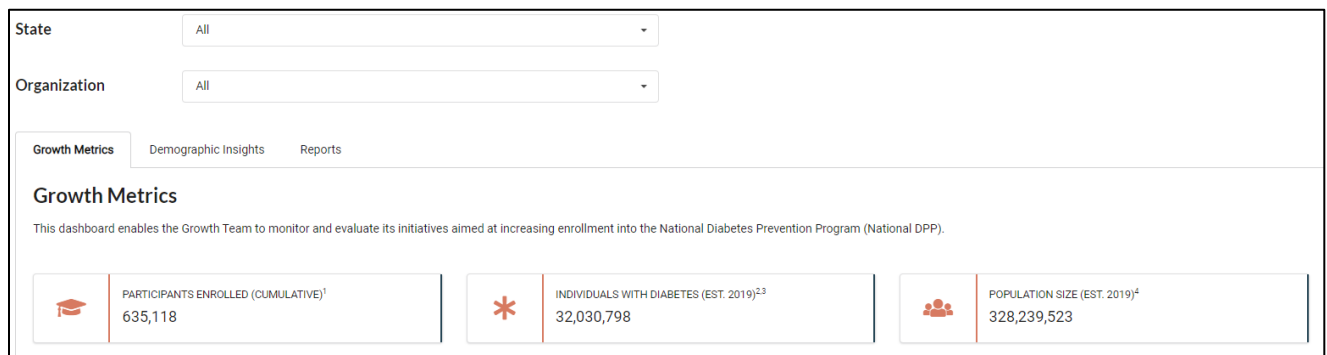 State All
Organization All
Growth Metrics Demographic Insights Reports
Growth Metrics
This dashboard enables the Growth Team to monitor and evaluate its initiatives aimed at increasing enrollment into the National Diabetes Prevention Program (National DPP).
PARTICIPANTS ENROLLED (CUMULATIVE)1
635,118
INDIVIDUALS WITH DIABETES (EST. 2019)2,3
32,030,798
POPULATION SIZE (EST. 2019)4
328,239,523